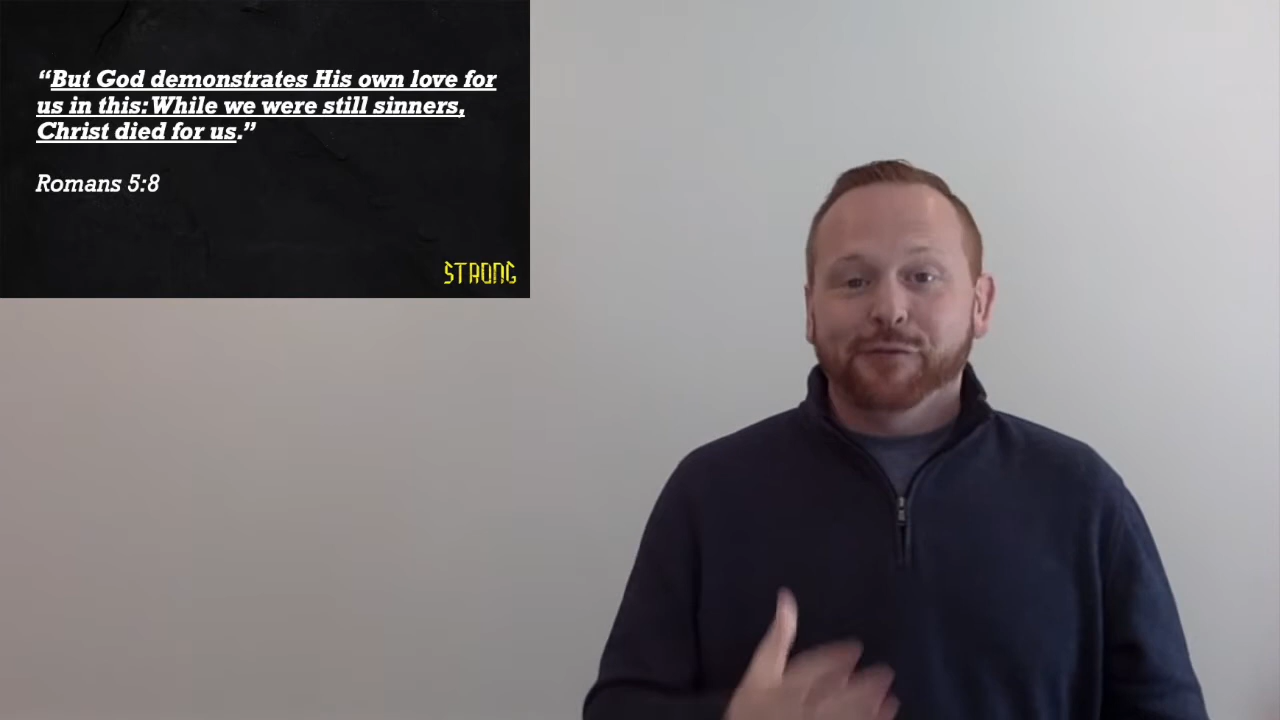 “But God demonstrates His own love for
us in this: While we were still sinners,
Christ died for us.”
Romans 5:8
STRONG